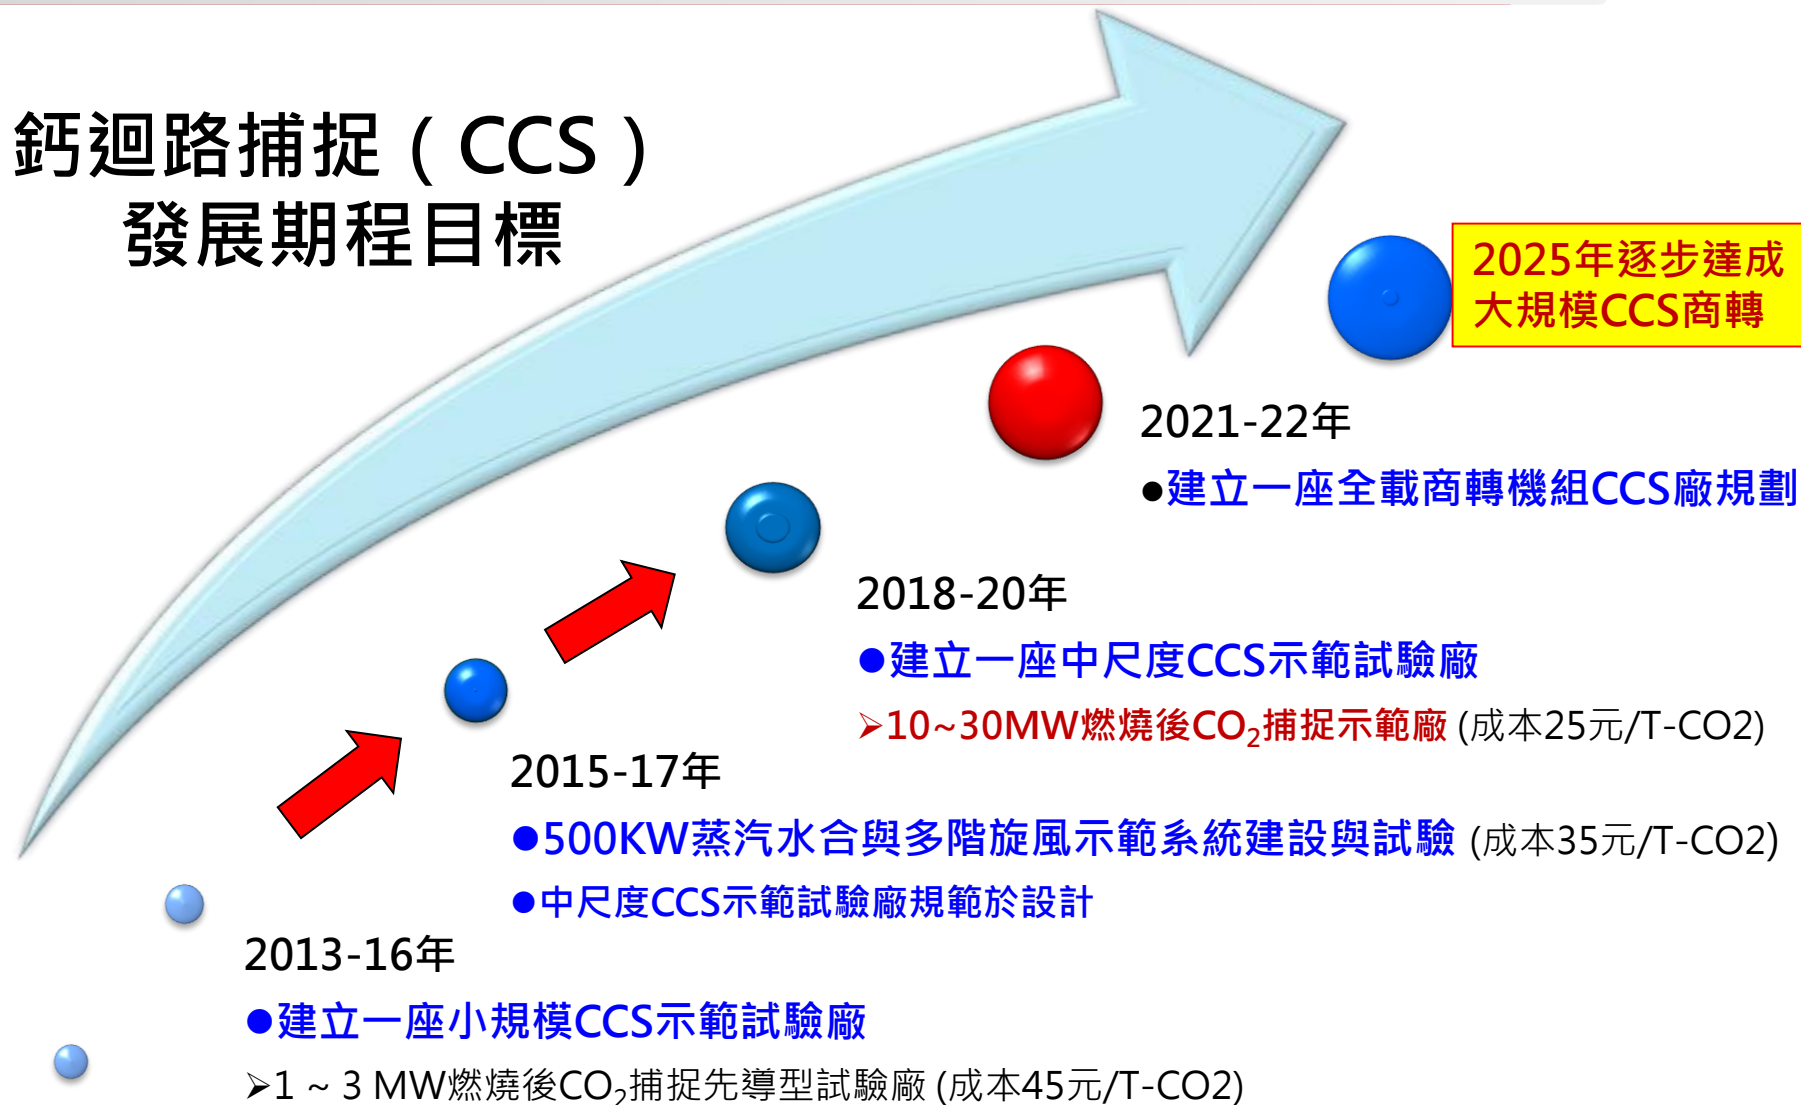 鈣迴路捕捉（CCS）
發展期程目標
2025年逐步達成
大規模CCS商轉
2021-22年
●建立一座全載商轉機組CCS廠規劃
2018-20年
●建立一座中尺度CCS示範試驗廠
➢10~30MW燃燒後CO₂捕捉示範廠 (成本25元/T-CO2)
2015-17年
●500KW蒸汽水合與多階旋風示範系統建設與試驗 (成本35元/T-CO2)
●中尺度CCS示範試驗廠規範於設計
2013-16年
●建立一座小規模CCS示範試驗廠
➢1 ~ 3 MW燃燒後CO₂捕捉先導型試驗廠 (成本45元/T-CO2)